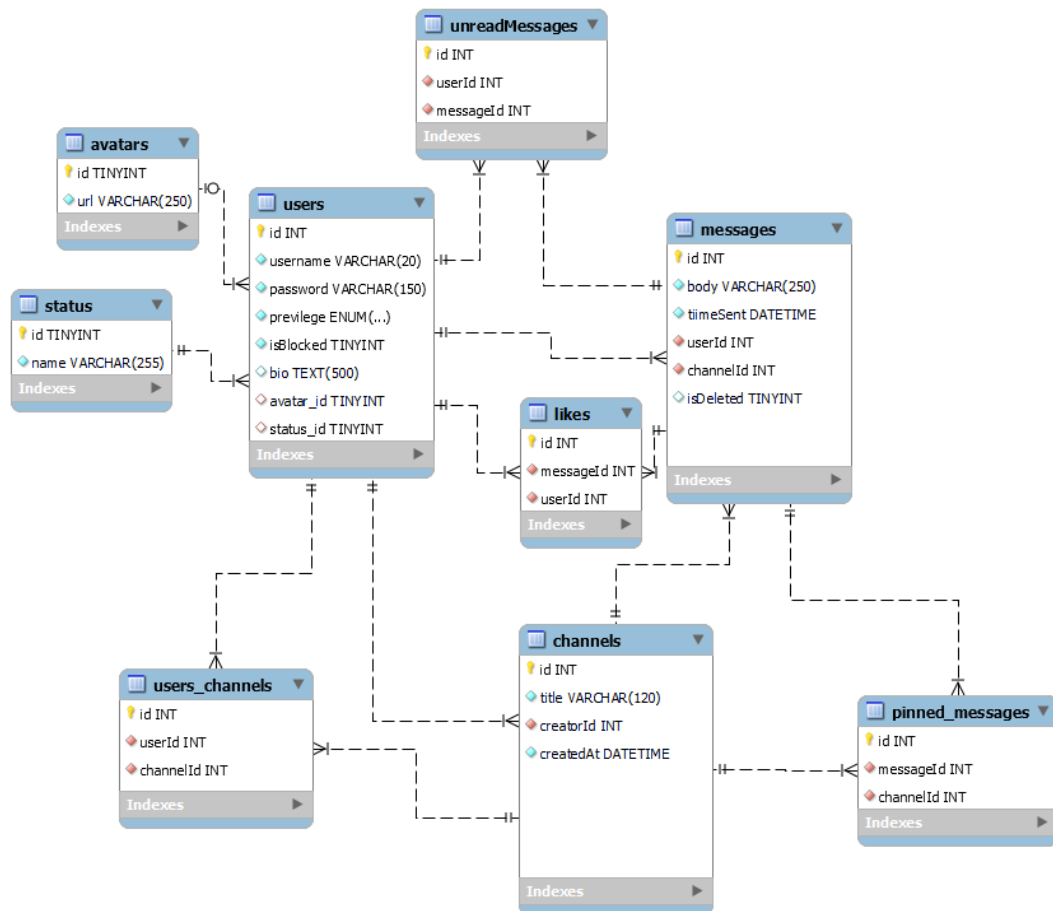 unreadMessages
id INT
userId INT
messageId INT
Indexes
avatars
id TINYINT
url VARCHAR(250)
Indexes
users
id INT
username VARCHAR(20)
password VARCHAR(150)
previlege ENUM(...)
isBlocked TINYINT
bio TEXT(500)
avatar_id TINYINT
status_id TINYINT
Indexes
status
id TINYINT
name VARCHAR(255)
Indexes
messages
id INT
body VARCHAR(250)
tiimeSent DATETIME
userId INT
channelId INT
isDeleted TINYINT
Indexes
likes
id INT
messageId INT
userId INT
Indexes
users_channels
id INT
userId INT
channelId INT
Indexes
channels
id INT
title VARCHAR(120)
creatorId INT
createdAt DATETIME
Indexes
pinned_messages
id INT
messageId INT
channelId INT
Indexes